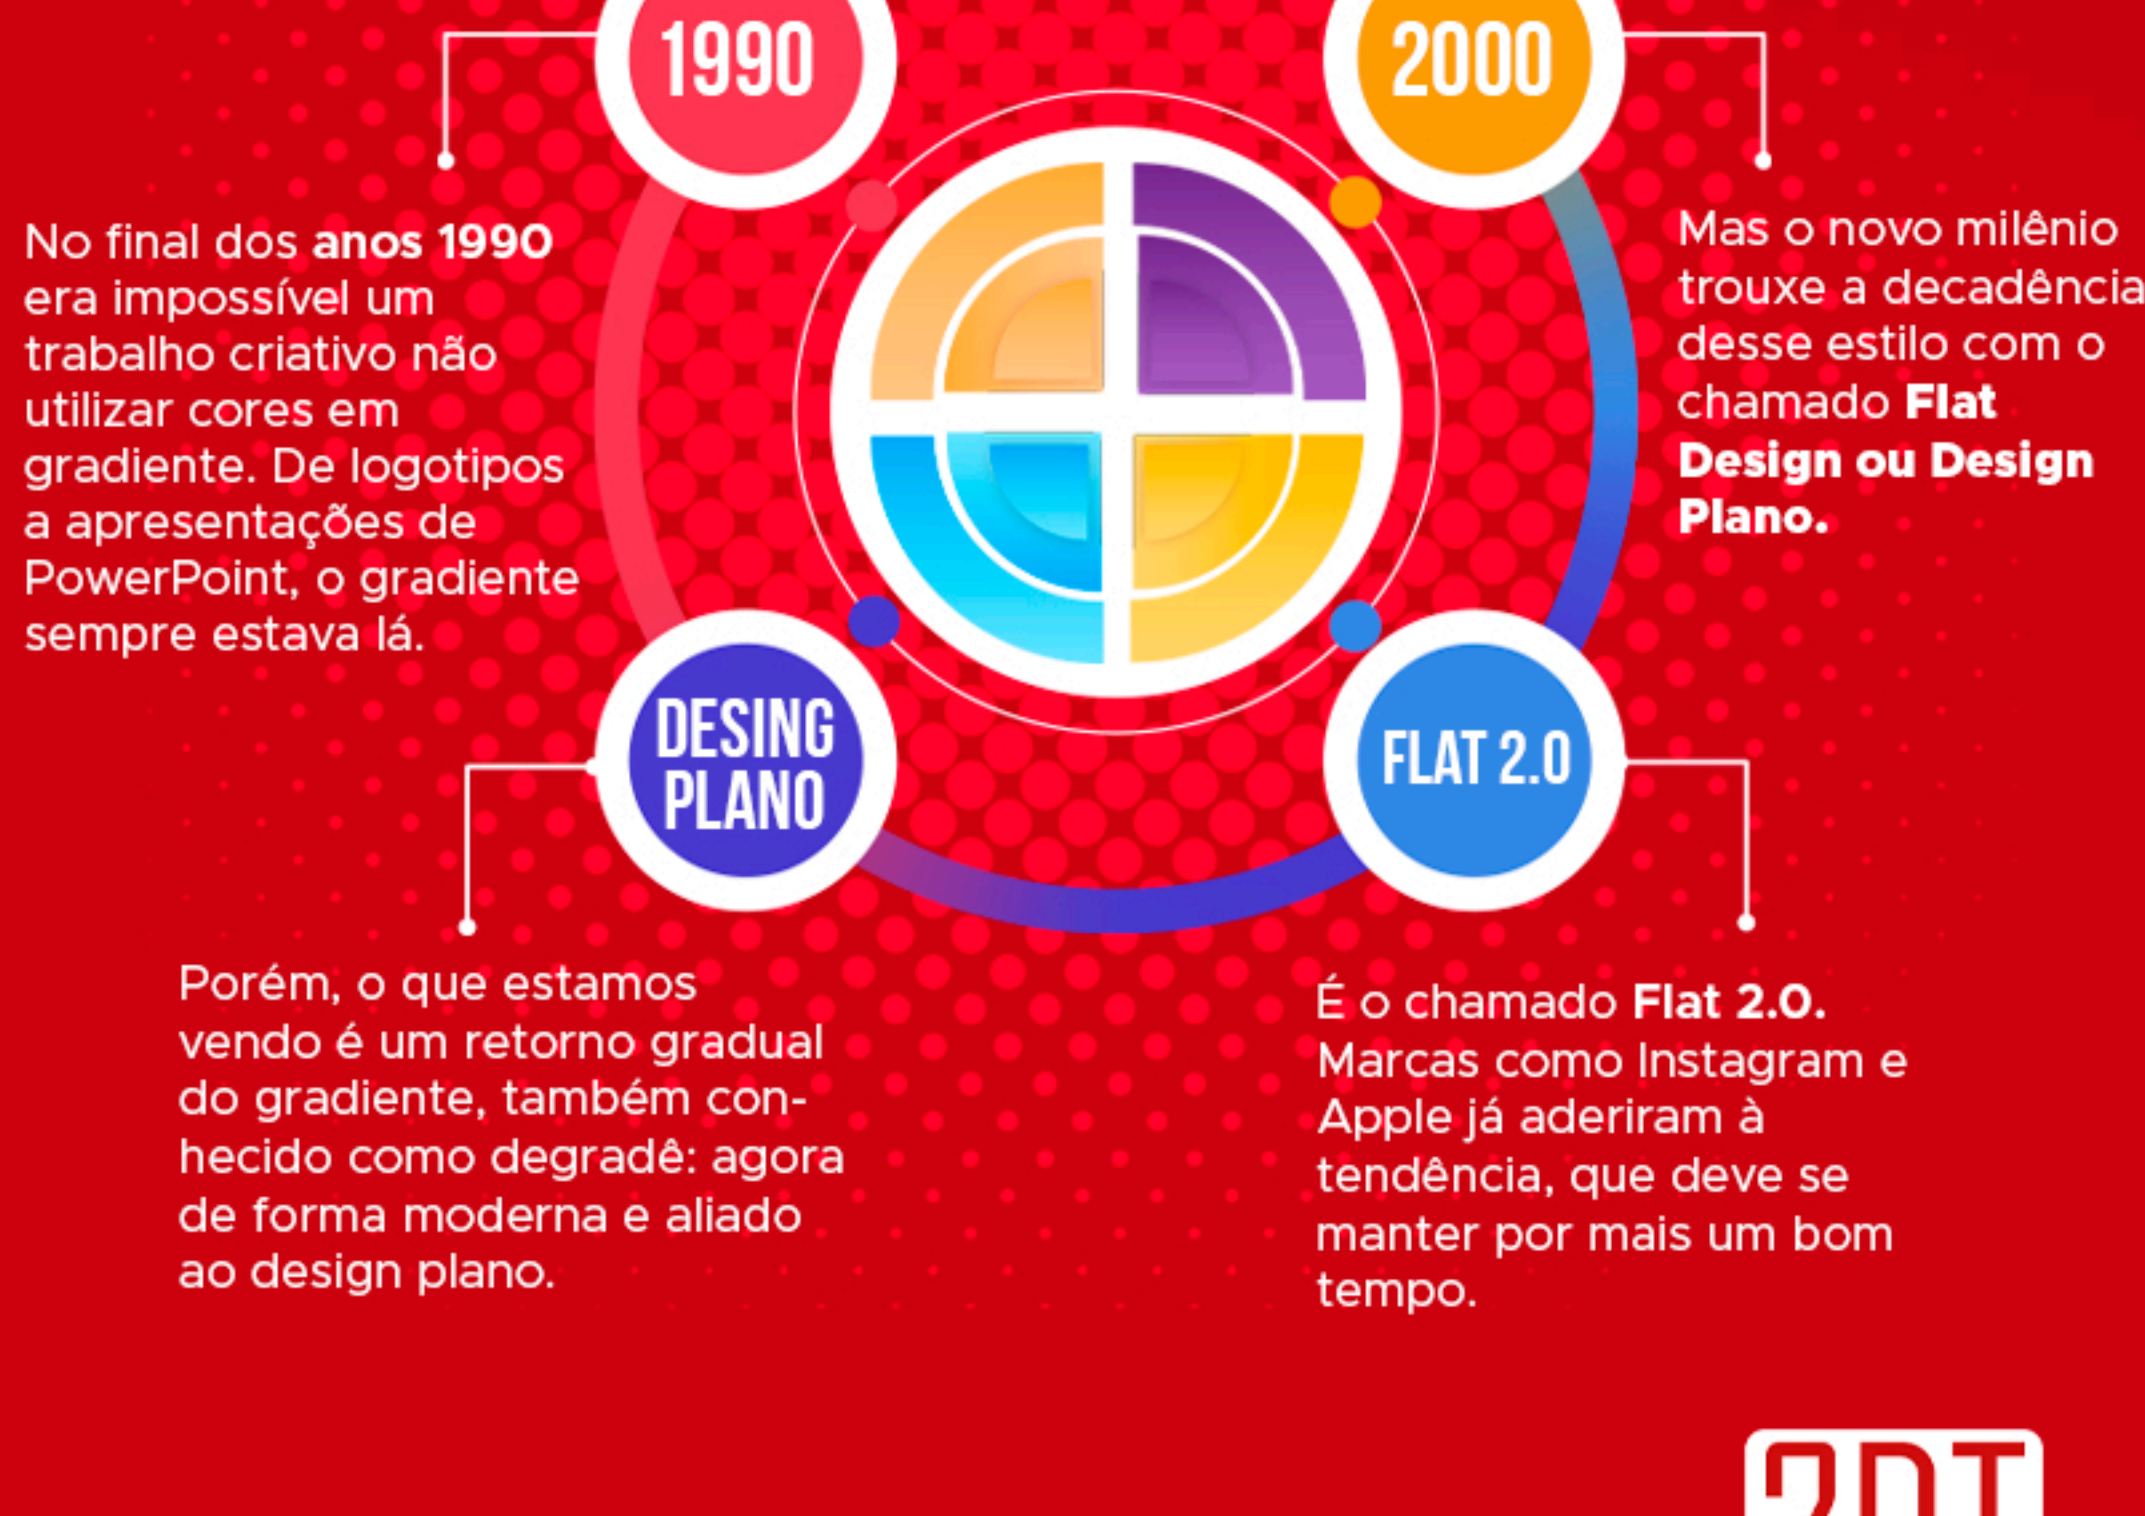 1990
No final dos anos 1990
era impossível um
trabalho criativo não
utilizar cores em
gradiente. De logotipos
a apresentações de
PowerPoint, o gradiente
sempre estava lá.
2000
Mas o novo milênio
trouxe a decadência
desse estilo com o
chamado Flat
Design ou Design
Plano.
DESING
PLANO
Porém, o que estamos
vendo é um retorno gradual
do gradiente, também con-
hecido como degradê: agora
de forma moderna e aliado
ao design plano.
FLAT 2.0
É o chamado Flat 2.0.
Marcas como Instagram e
Apple já aderiram à
tendência, que deve se
manter por mais um bom
tempo.